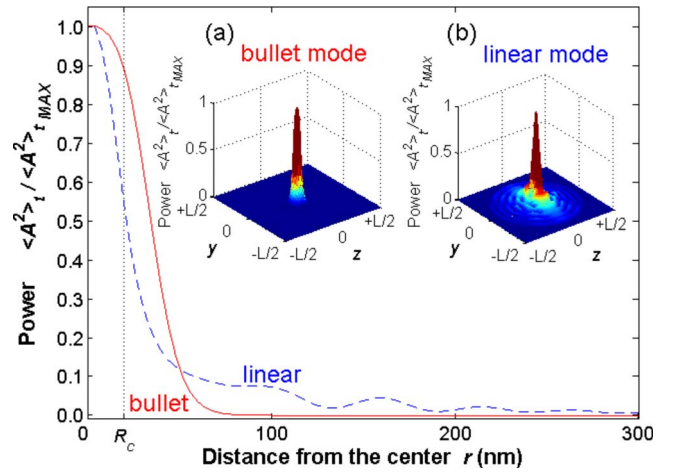 (a)
bullet mode
(b)
linear mode
Power <A²>t / <A²>t MAX
1.0
0.9
0.8
0.7
0.6
0.5
0.4
0.3
0.2
0.1
0.0
Power <A²>t/<A²>t MAX
1
0.5
0
+L/2
0
-L/2
y
-L/2
0
+L/2
z
Power <A²>t/<A²>t MAX
1
0.5
0
+L/2
0
-L/2
y
-L/2
0
+L/2
z
linear
bullet
0
Rc
100
200
300
Distance from the center r (nm)